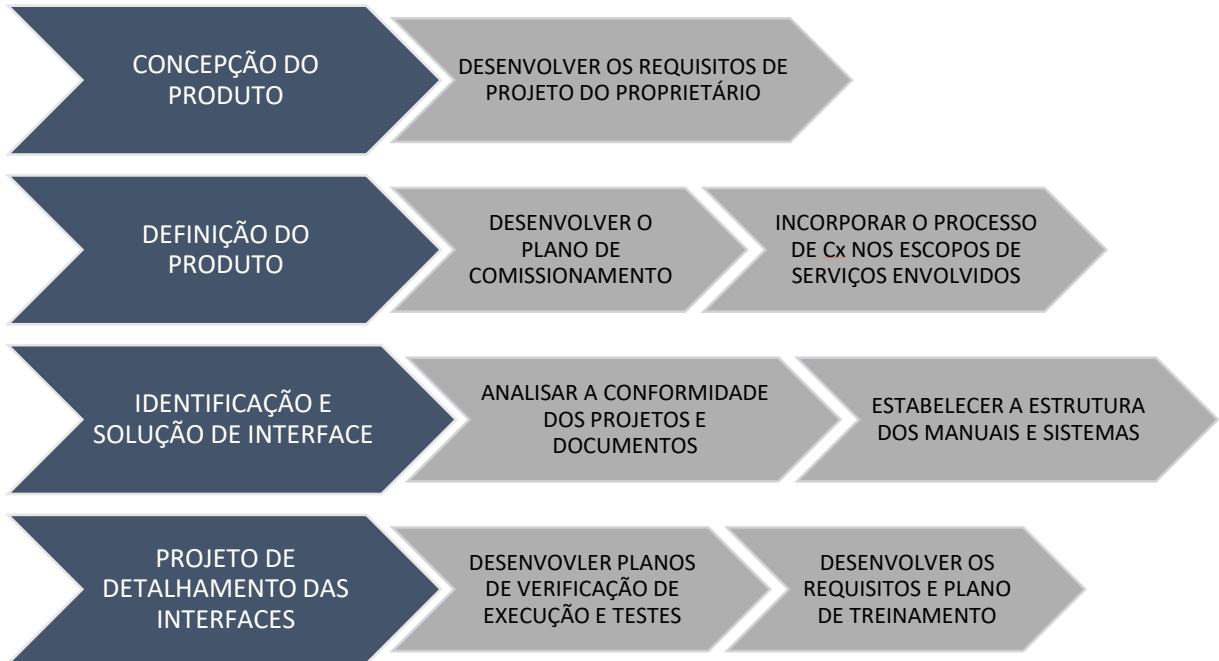 CONCEPÇÃO DO
PRODUTO
DESENVOLVER OS REQUISITOS DE
PROJETO DO PROPRIETÁRIO
DEFINIÇÃO DO
PRODUTO
DESENVOLVER O
PLANO DE
COMISSIONAMENTO
INCORPORAR O PROCESSO
DE Cx NOS ESCOPOS DE
SERVIÇOS ENVOLVIDOS
IDENTIFICAÇÃO E
SOLUÇÃO DE INTERFACE
ANALISAR A CONFORMIDADE
DOS PROJETOS E
DOCUMENTOS
ESTABELECER A ESTRUTURA
DOS MANUAIS E SISTEMAS
PROJETO DE
DETALHAMENTO DAS
INTERFACES
DESENVOVLER PLANOS
DE VERIFICAÇÃO DE
EXECUÇÃO E TESTES
DESENVOLVER OS
REQUISITOS E PLANO
DE TREINAMENTO